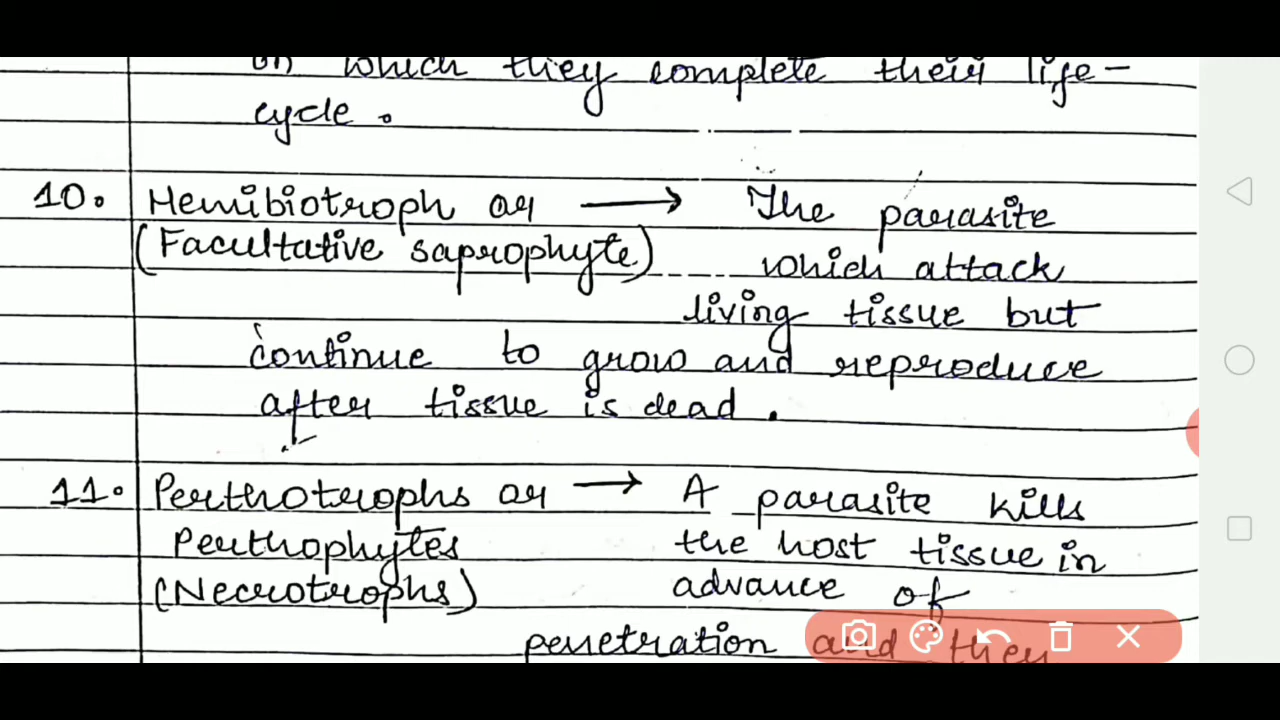 on which they complete their life-
cycle.
10. Hemibiotroph or → The parasite
(Facultative saprophyte) which attack
living tissue but
continue to grow and reproduce
after tissue is dead.
11. Perthotrophs or → A parasite kills
Perthophytes the host tissue in
(Necrotrophs) advance of
penetration and they